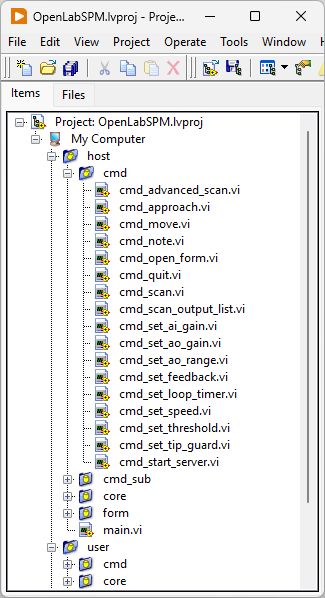 OpenLabSPM.lvproj - Proje...
File Edit View Project Operate Tools Window
Items Files
Project: OpenLabSPM.lvproj
My Computer
host
cmd
cmd_advanced_scan.vi
cmd_approach.vi
cmd_move.vi
cmd_note.vi
cmd_open_form.vi
cmd_quit.vi
cmd_scan.vi
cmd_scan_output_list.vi
cmd_set_ai_gain.vi
cmd_set_ao_gain.vi
cmd_set_ao_range.vi
cmd_set_feedback.vi
cmd_set_loop_timer.vi
cmd_set_speed.vi
cmd_set_threshold.vi
cmd_set_tip_guard.vi
cmd_start_server.vi
cmd_sub
core
form
main.vi
user
cmd
core